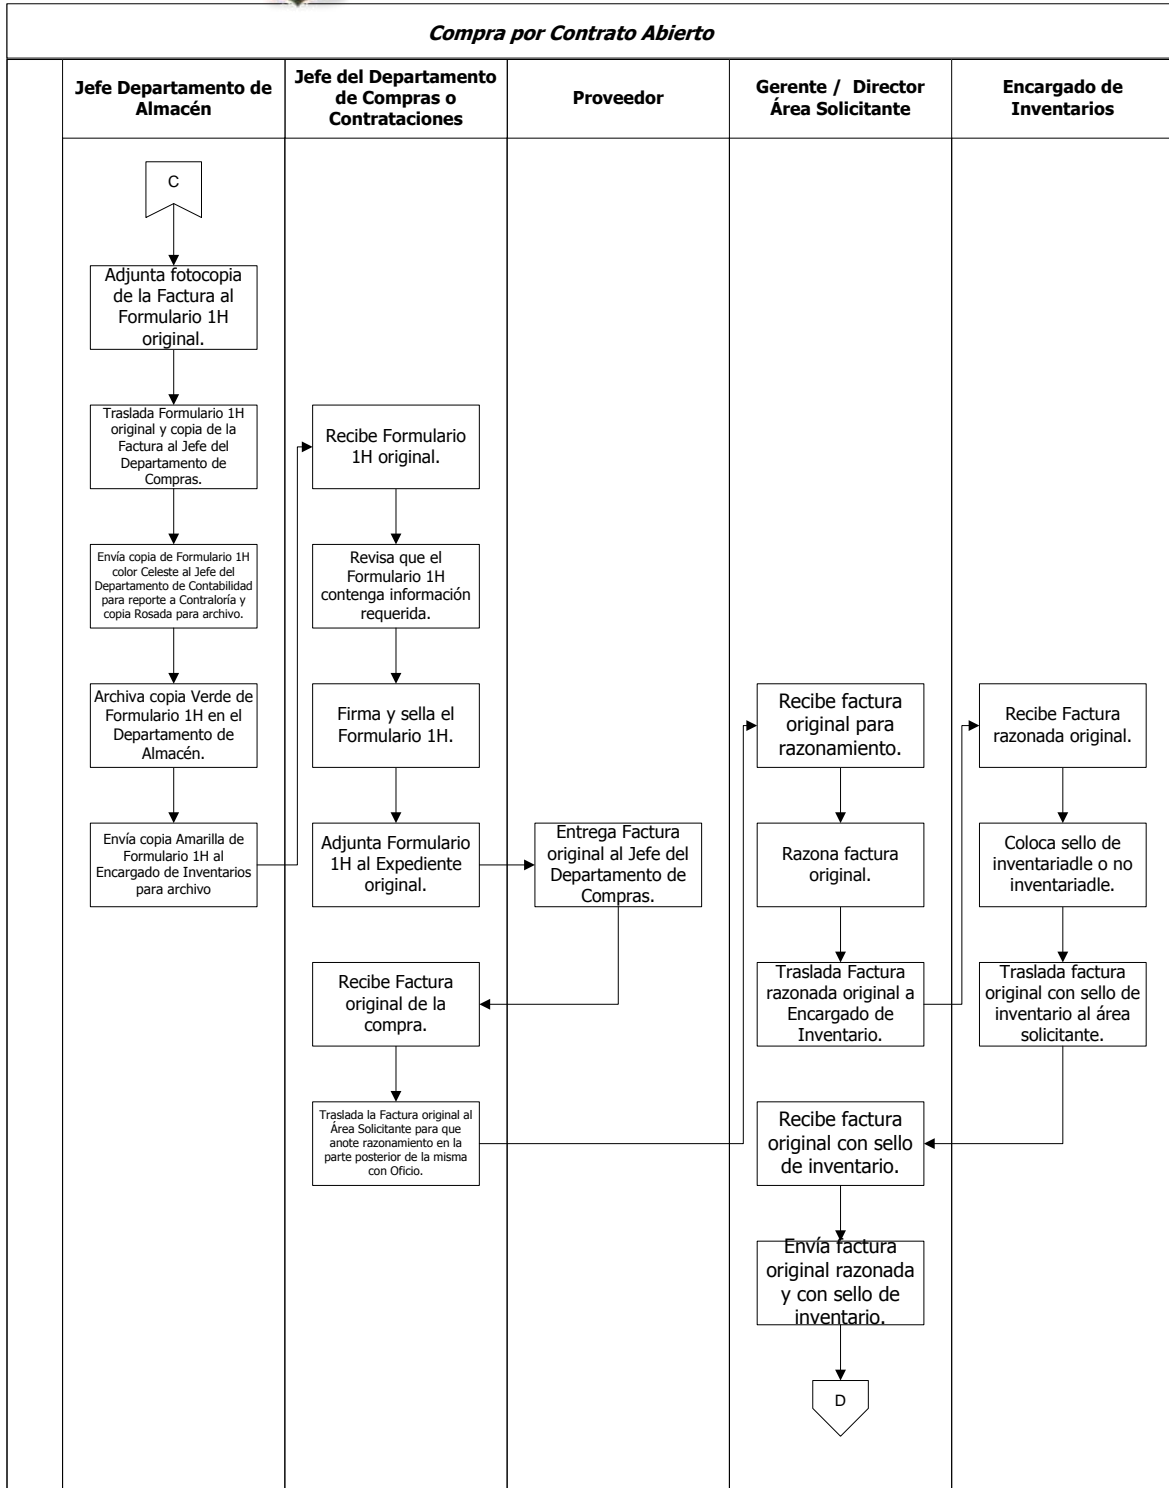 Compra por Contrato Abierto
Jefe Departamento de
Almacén
Jefe del Departamento
de Compras o
Contrataciones
Proveedor
Gerente / Director
Área Solicitante
Encargado de
Inventarios
C
Adjunta fotocopia
de la Factura al
Formulario 1H
original.
Traslada Formulario 1H
original y copia de la
Factura al Jefe del
Departamento de
Compras.
Envía copia de Formulario 1H
color Celeste al Jefe del
Departamento de Contabilidad
para reporte a Contraloría y
copia Rosada para archivo.
Archiva copia Verde de
Formulario 1H en el
Departamento de
Almacén.
Envía copia Amarilla de
Formulario 1H al
Encargado de Inventarios
para archivo
Recibe Formulario
1H original.
Revisa que el
Formulario 1H
contenga información
requerida.
Firma y sella el
Formulario 1H.
Adjunta Formulario
1H al Expediente
original.
Entrega Factura
original al Jefe del
Departamento de
Compras.
Recibe Factura
original de la
compra.
Traslada la Factura original al
Área Solicitante para que
anote razonamiento en la
parte posterior de la misma
con Oficio.
Recibe factura
original para
razonamiento.
Razona factura
original.
Traslada Factura
razonada original a
Encargado de
Inventario.
Recibe Factura
razonada original.
Coloca sello de
inventariadle o no
inventariadle.
Traslada factura
original con sello de
inventario al área
solicitante.
Recibe factura
original con sello
de inventario.
Envía factura
original razonada
y con sello de
inventario.
D